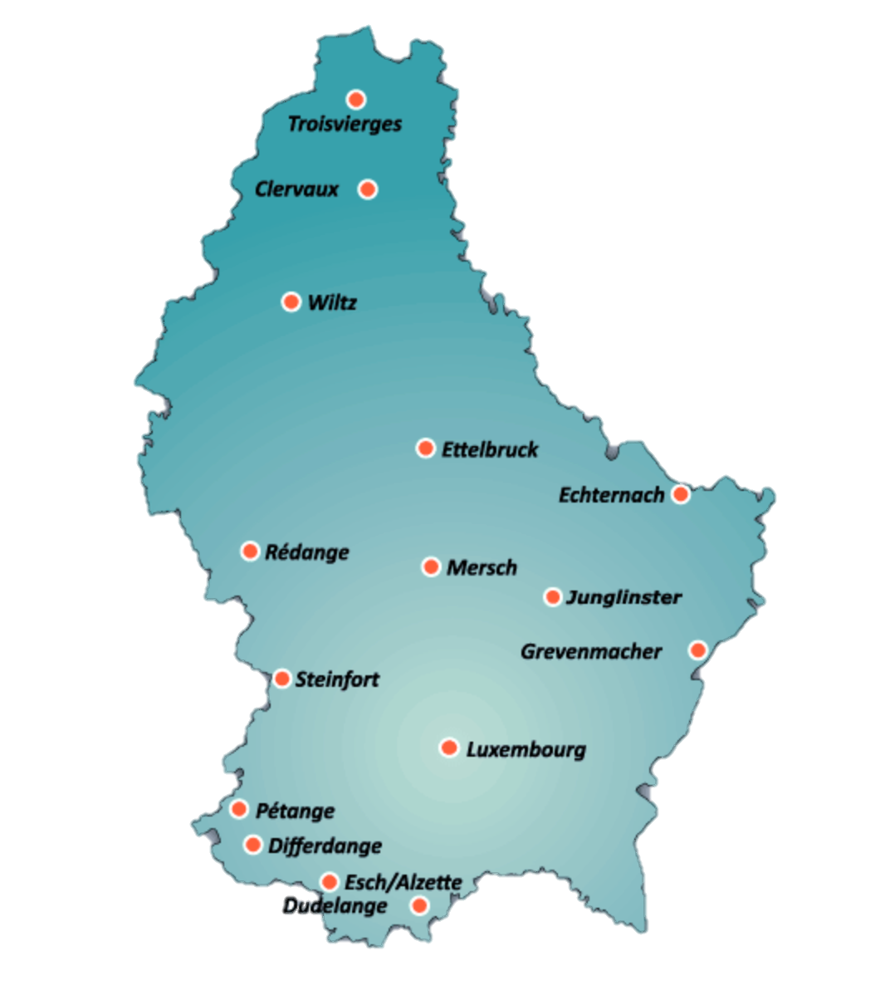 Troisvierges
Clervaux
Wiltz
Ettelbruck
Echternach
Rédange
Mersch
Junglinster
Grevenmacher
Steinfort
Luxembourg
Pétange
Differdange
Esch/Alzette
Dudelange